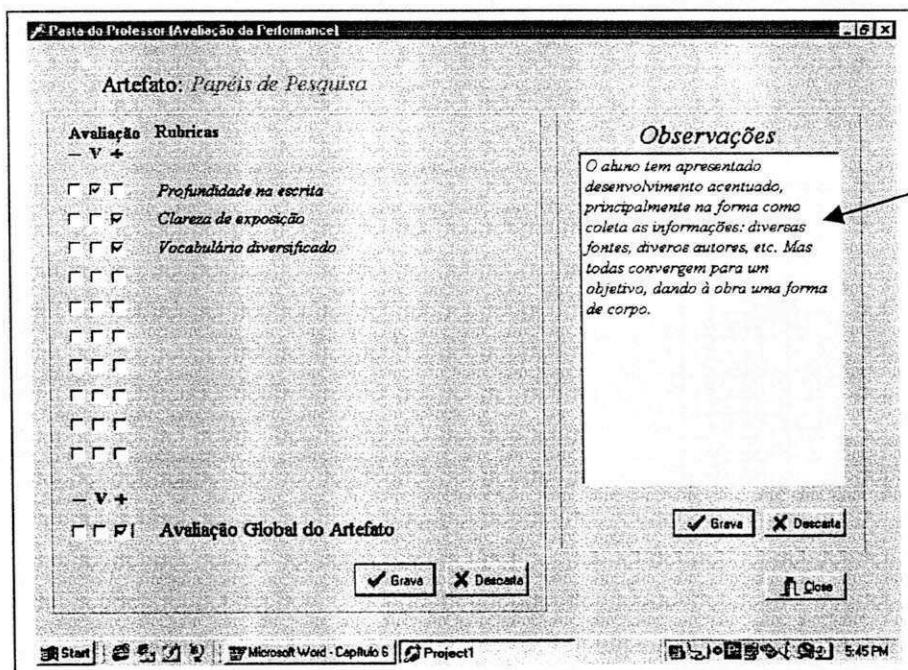 Pasta do Professor [Avaliação da Performance]
Artefato: Papéis de Pesquisa
Avaliação Rubricas
– V +
Profundidade na escrita
Clareza de exposição
Vocabulário diversificado
– V +
Avaliação Global do Artefato
Grava Descarta
Observações
O aluno tem apresentado
desenvolvimento acentuado,
principalmente na forma como
coleta as informações: diversas
fontes, diveros autores, etc. Mas
todas convergem para um
objetivo, dando à obra uma forma
de corpo.
Grava Descarta
Close
Start Microsoft Word - Capítulo 6 Project1 5:45 PM